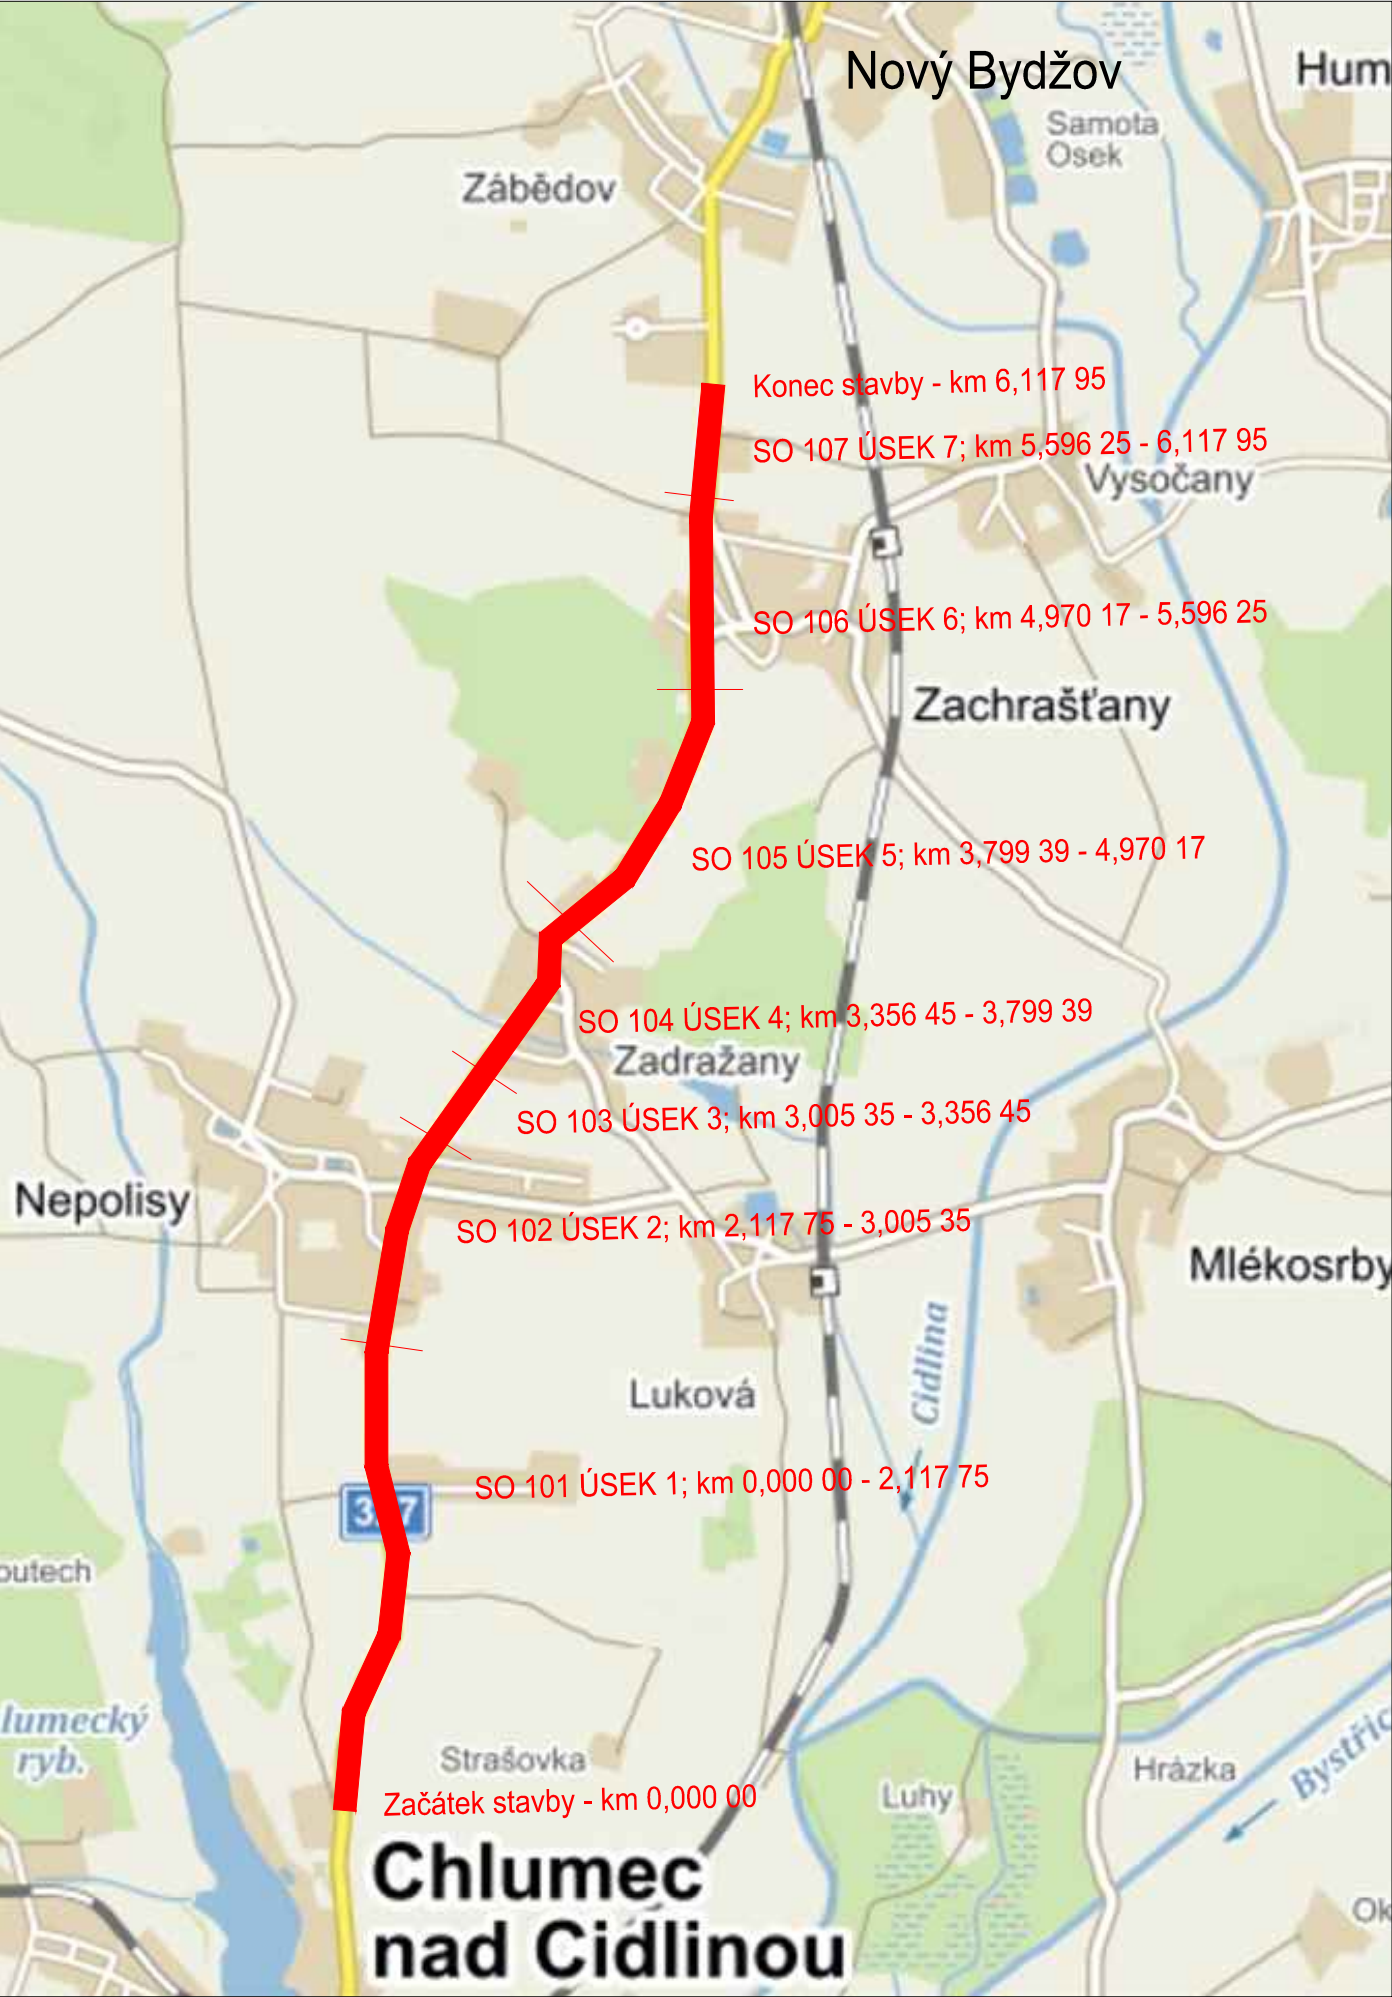 Nový Bydžov
Hum
Samota
Osek
Zábědov
Konec stavby - km 6,117 95
SO 107 ÚSEK 7; km 5,596 25 - 6,117 95
Vysočany
SO 106 ÚSEK 6; km 4,970 17 - 5,596 25
Zachrašťany
SO 105 ÚSEK 5; km 3,799 39 - 4,970 17
SO 104 ÚSEK 4; km 3,356 45 - 3,799 39
Zadražany
SO 103 ÚSEK 3; km 3,005 35 - 3,356 45
Nepolisy
SO 102 ÚSEK 2; km 2,117 75 - 3,005 35
Mlékosrby
Cidlina
Luková
SO 101 ÚSEK 1; km 0,000 00 - 2,117 75
outech
lumecký
ryb.
Strašovka
Hrázka
Bystřic
Luhy
Začátek stavby - km 0,000 00
Chlumec
nad Cidlinou
Ok